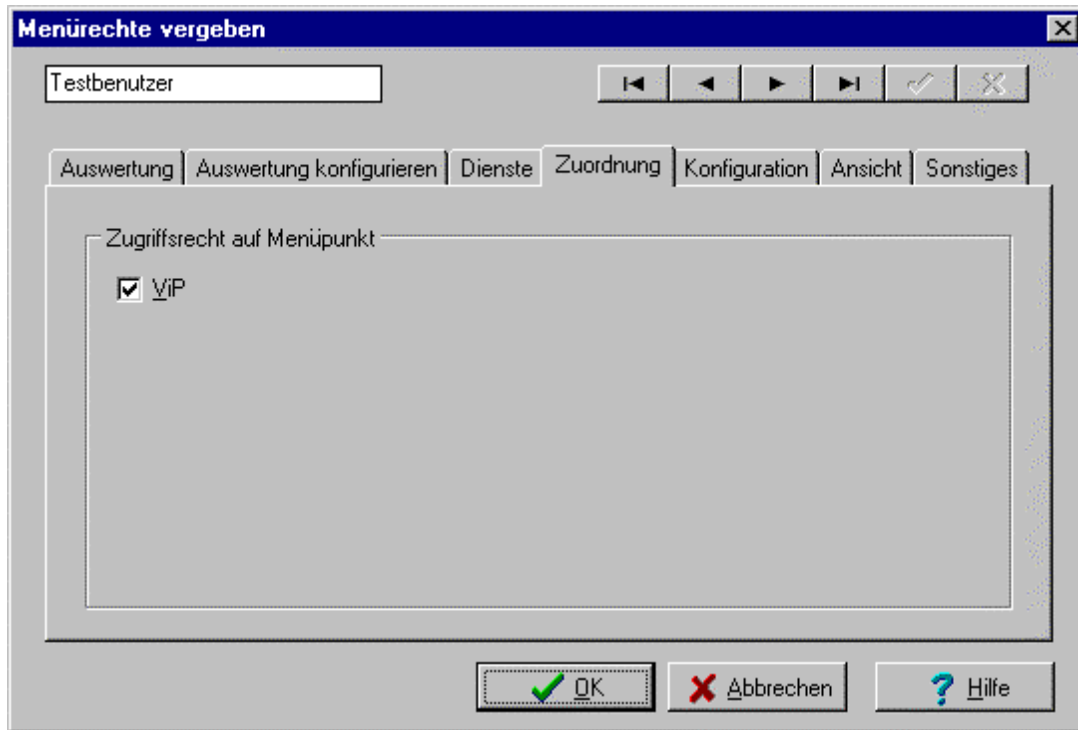 Menürechte vergeben
Testbenutzer
Auswertung Auswertung konfigurieren Dienste Zuordnung Konfiguration Ansicht Sonstiges
Zugriffsrecht auf Menüpunkt
ViP
OK Abbrechen Hilfe